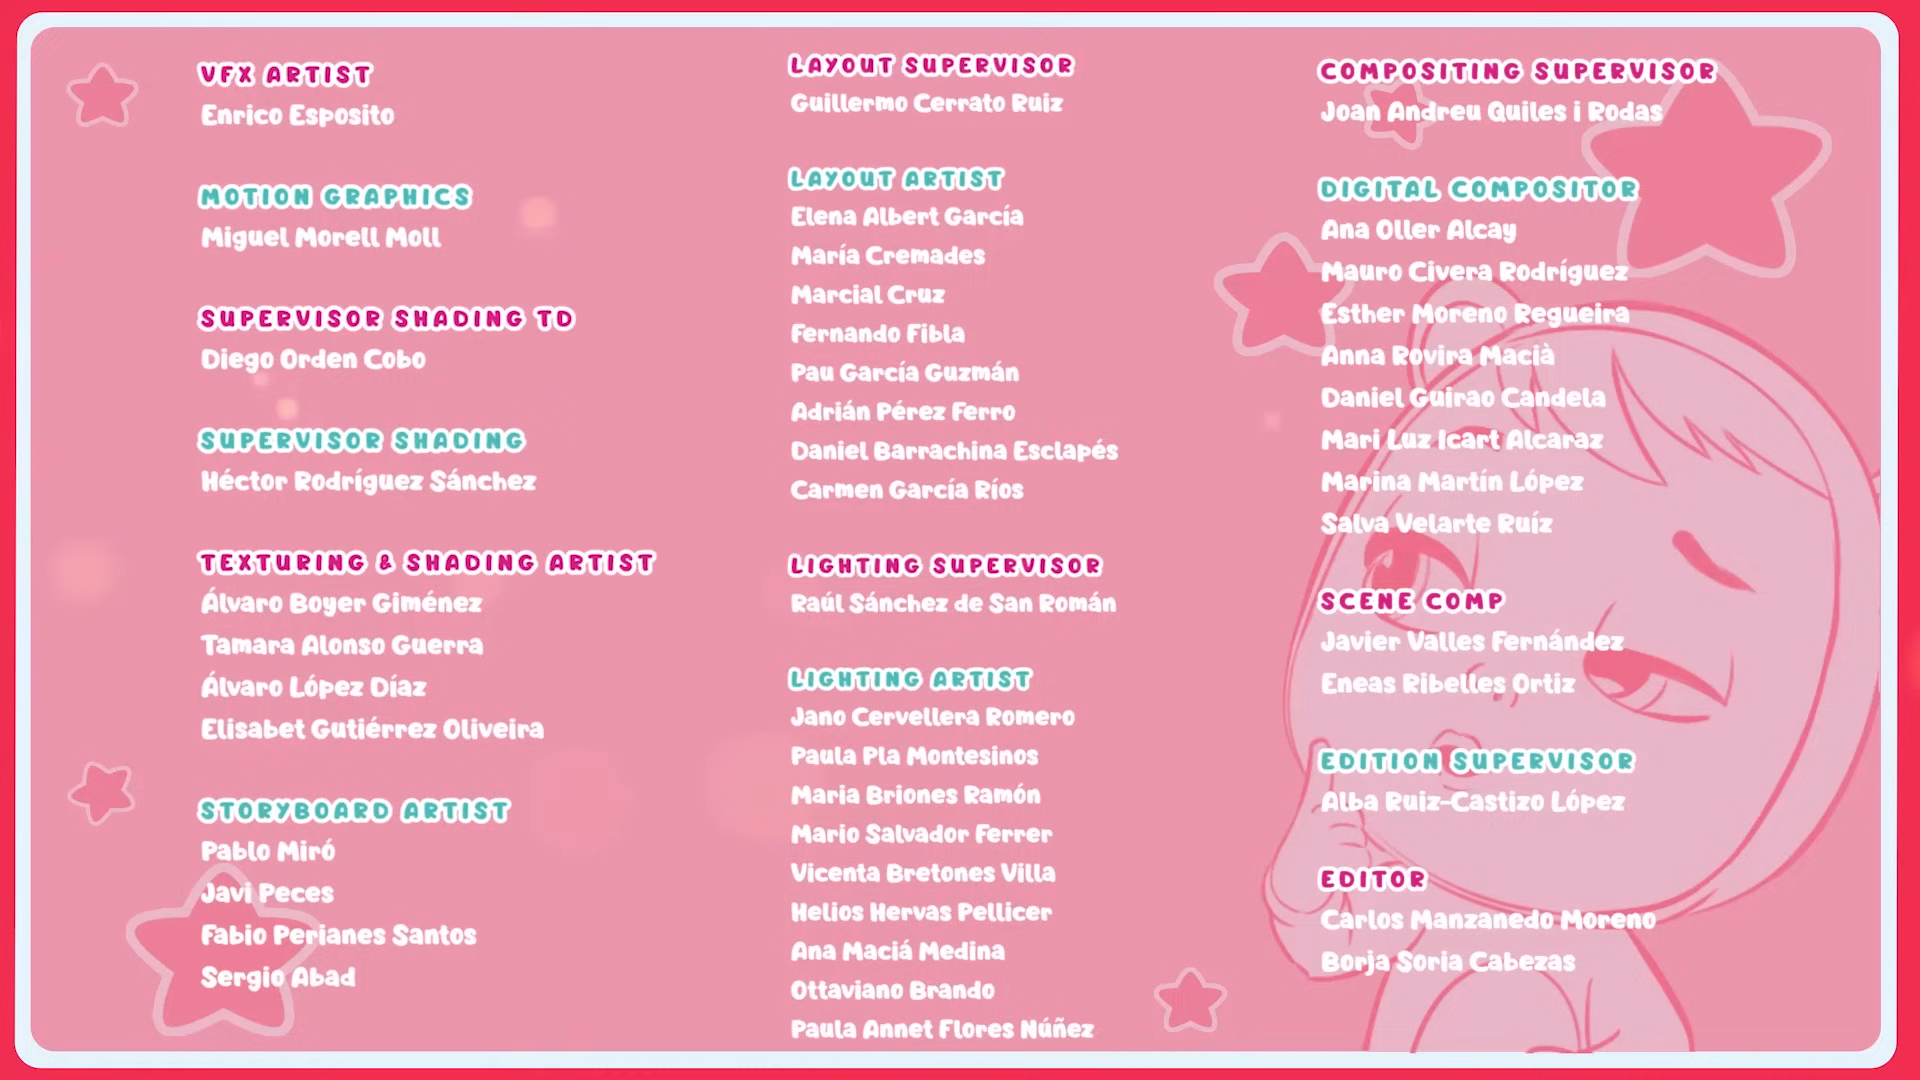 VFX ARTIST
Enrico Esposito
MOTION GRAPHICS
Miguel Morell Moll
SUPERVISOR SHADING TD
Diego Orden Cobo
SUPERVISOR SHADING
Héctor Rodríguez Sánchez
TEXTURING & SHADING ARTIST
Álvaro Boyer Giménez
Tamara Alonso Guerra
Álvaro López Díaz
Elisabet Gutiérrez Oliveira
STORYBOARD ARTIST
Pablo Miró
Javi Peces
Fabio Perianes Santos
Sergio Abad
LAYOUT SUPERVISOR
Guillermo Cerrato Ruiz
LAYOUT ARTIST
Elena Albert García
María Cremades
Marcial Cruz
Fernando Fibla
Pau García Guzmán
Adrián Pérez Ferro
Daniel Barrachina Esclapés
Carmen García Ríos
LIGHTING SUPERVISOR
Raúl Sánchez de San Román
LIGHTING ARTIST
Jano Cervellera Romero
Paula Pla Montesinos
Maria Briones Ramón
Mario Salvador Ferrer
Vicenta Bretones Villa
Helios Hervas Pellicer
Ana Maciá Medina
Ottaviano Brando
Paula Annet Flores Núñez
COMPOSITING SUPERVISOR
Joan Andreu Quiles i Rodas
DIGITAL COMPOSITOR
Ana Oller Alcay
Mauro Civera Rodríguez
Esther Moreno Regueira
Anna Rovira Macià
Daniel Guirao Candela
Mari Luz Icart Alcaraz
Marina Martín López
Salva Velarte Ruíz
SCENE COMP
Javier Valles Fernández
Eneas Ribelles Ortiz
EDITION SUPERVISOR
Alba Ruiz-Castizo López
EDITOR
Carlos Manzanedo Moreno
Borja Soria Cabezas